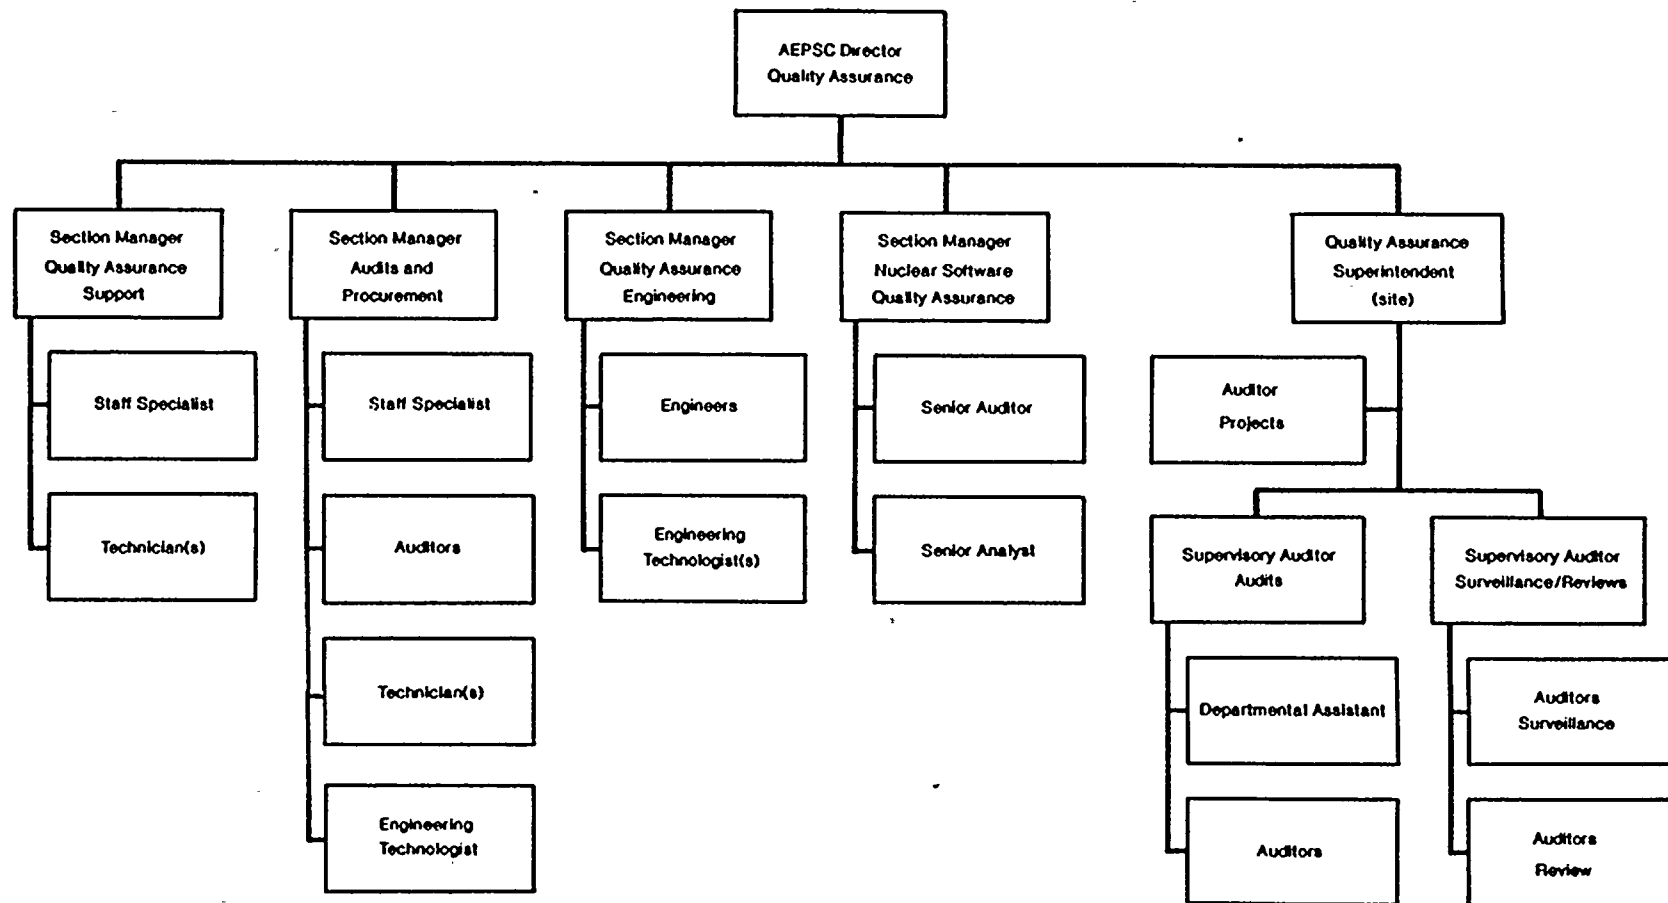 AEPSC Director
Quality Assurance
Section Manager
Quality Assurance
Support
Section Manager
Audits and
Procurement
Section Manager
Quality Assurance
Engineering
Section Manager
Nuclear Software
Quality Assurance
Quality Assurance
Superintendent
(site)
Staff Specialist
Technician(s)
Staff Specialist
Auditors
Technician(s)
Engineering
Technologist
Engineers
Engineering
Technologist(s)
Senior Auditor
Senior Analyst
Auditor
Projects
Supervisory Auditor
Audits
Departmental Assistant
Auditors
Supervisory Auditor
Surveillance/Reviews
Auditors
Surveillance
Auditors
Review